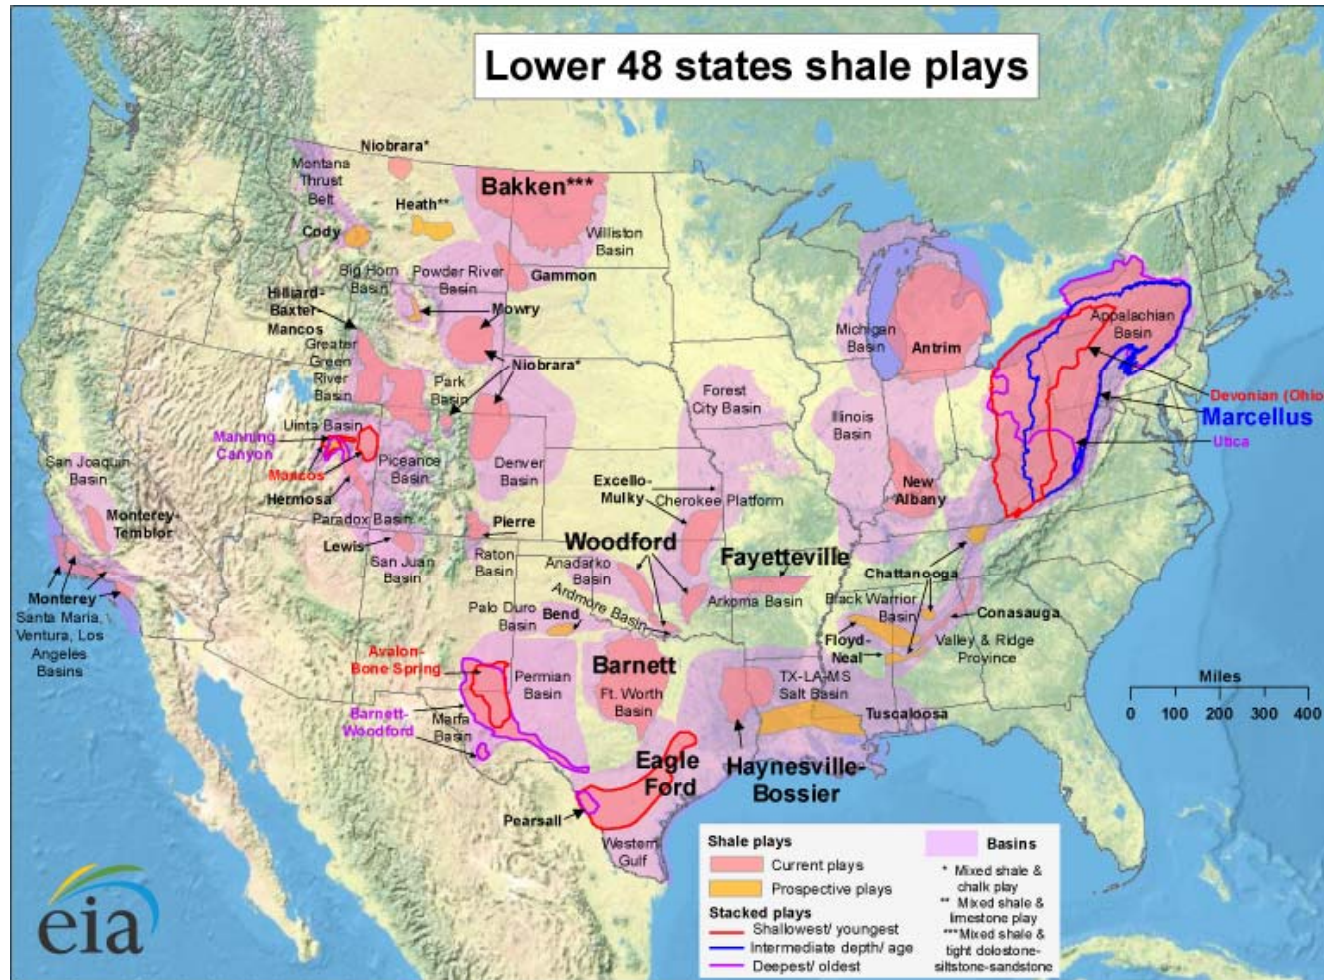 Lower 48 states shale plays
Niobrara*
Montana
Thrust
Belt
Bakken***
Heath**
Cody
Williston
Basin
Big Horn
Basin
Powder River
Basin
Gammon
Hilliard-
Baxter-
Mancos
Mowry
Greater
Green
River
Basin
Niobrara*
Park
Basin
Michigan
Basin
Antrim
Appalachian
Basin
Forest
City Basin
Illinois
Basin
Devonian (Ohio
Marcellus
Utica
Uinta Basin
Manning
Canyon
Mancos
Piceance
Basin
Denver
Basin
San Joaquin
Basin
Hermosa
Excello-
Mulky
Cherokee Platform
New
Albany
Monterey-
Temblor
Paradox Basin
Lewis
San Juan
Basin
Pierre
Raton
Basin
Woodford
Anadarko
Basin
Fayetteville
Arkoma Basin
Chattanooga
Ardmore Basin
Palo Duro
Basin
Bend
Black Warrior
Basin
Conasauga
Floyd-
Neal
Valley & Ridge
Province
Monterey
Santa Maria,
Ventura, Los
Angeles
Basins
Avalon-
Bone Spring
Permian
Basin
Barnett
Ft. Worth
Basin
TX-LA-MS
Salt Basin
Tuscaloosa
Barnett-
Woodford
Marfa
Basin
Eagle
Ford
Haynesville-
Bossier
Pearsall
Western
Gulf
Miles
0 100 200 300 400
Shale plays
Current plays
Prospective plays
Stacked plays
Shallowest/ youngest
Intermediate depth/ age
Deepest/ oldest
Basins
* Mixed shale &
chalk play
** Mixed shale &
limestone play
***Mixed shale &
tight dolostone-
siltstone-sandstone
eia